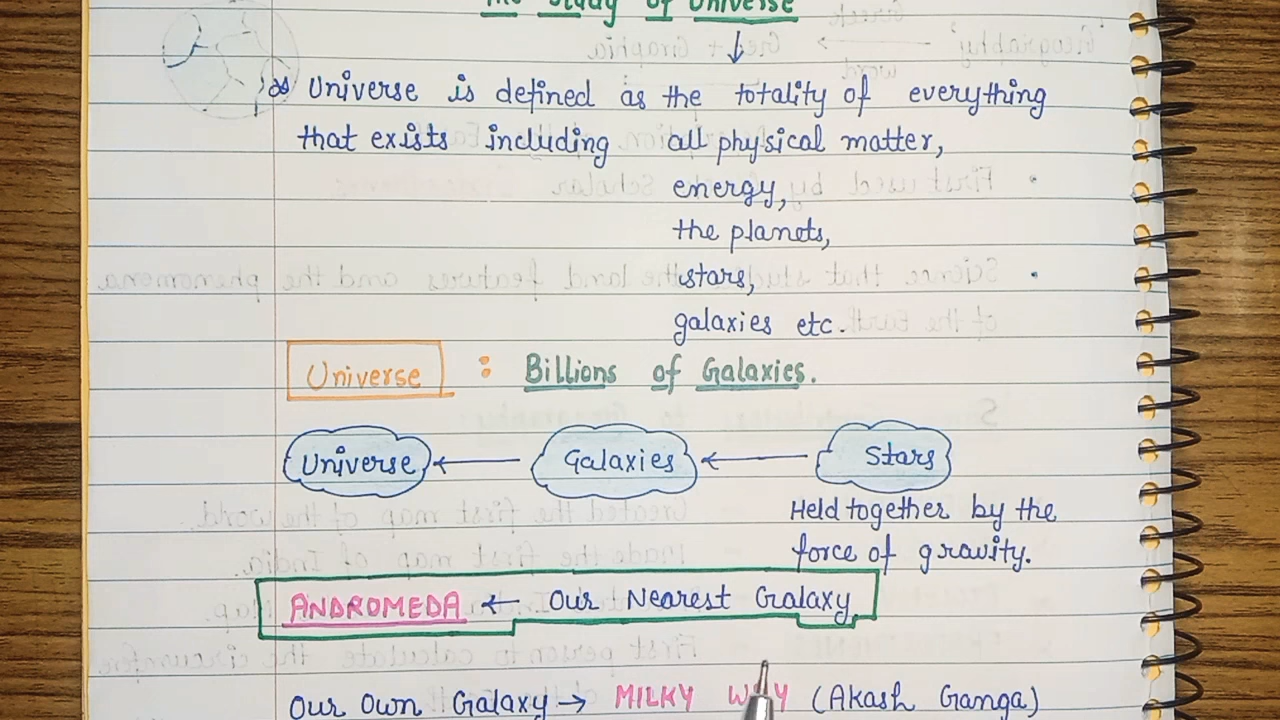 The Study of Universe
↓
Universe is defined as the totality of everything
that exists including all physical matter,
energy,
the planets,
stars,
galaxies etc.
Universe : Billions of Galaxies.
Universe ← Galaxies ← Stars
Held together by the
force of gravity.
ANDROMEDA ← Our Nearest Galaxy
Our Own Galaxy → MILKY WAY (Akash Ganga)